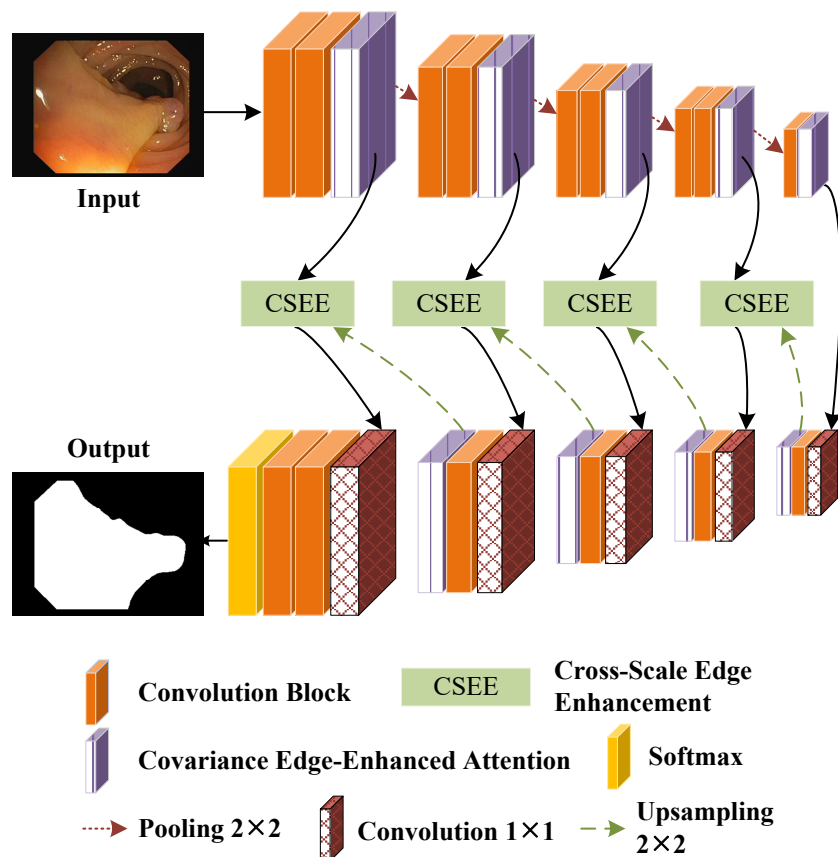 Input
CSEE
CSEE
CSEE
CSEE
Output
Convolution Block
CSEE
Cross-Scale Edge
Enhancement
Covariance Edge-Enhanced Attention
Softmax
Pooling 2×2
Convolution 1×1
Upsampling
2×2